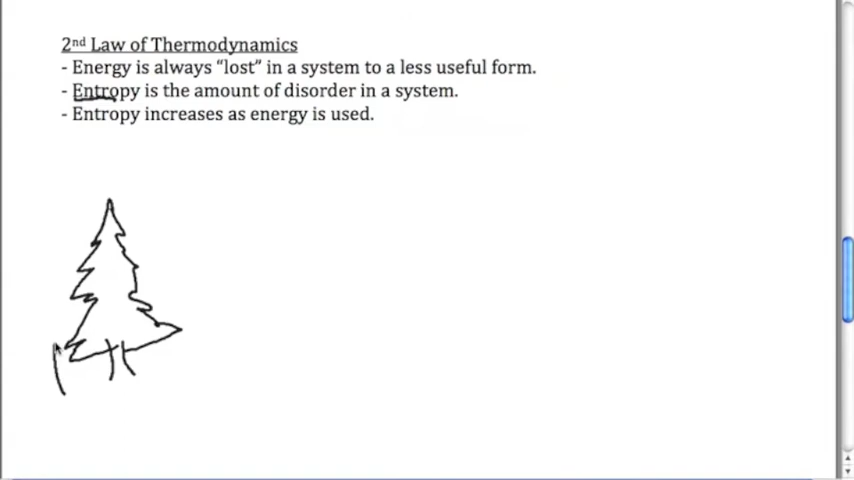 2nd Law of Thermodynamics
- Energy is always “lost” in a system to a less useful form.
- Entropy is the amount of disorder in a system.
- Entropy increases as energy is used.